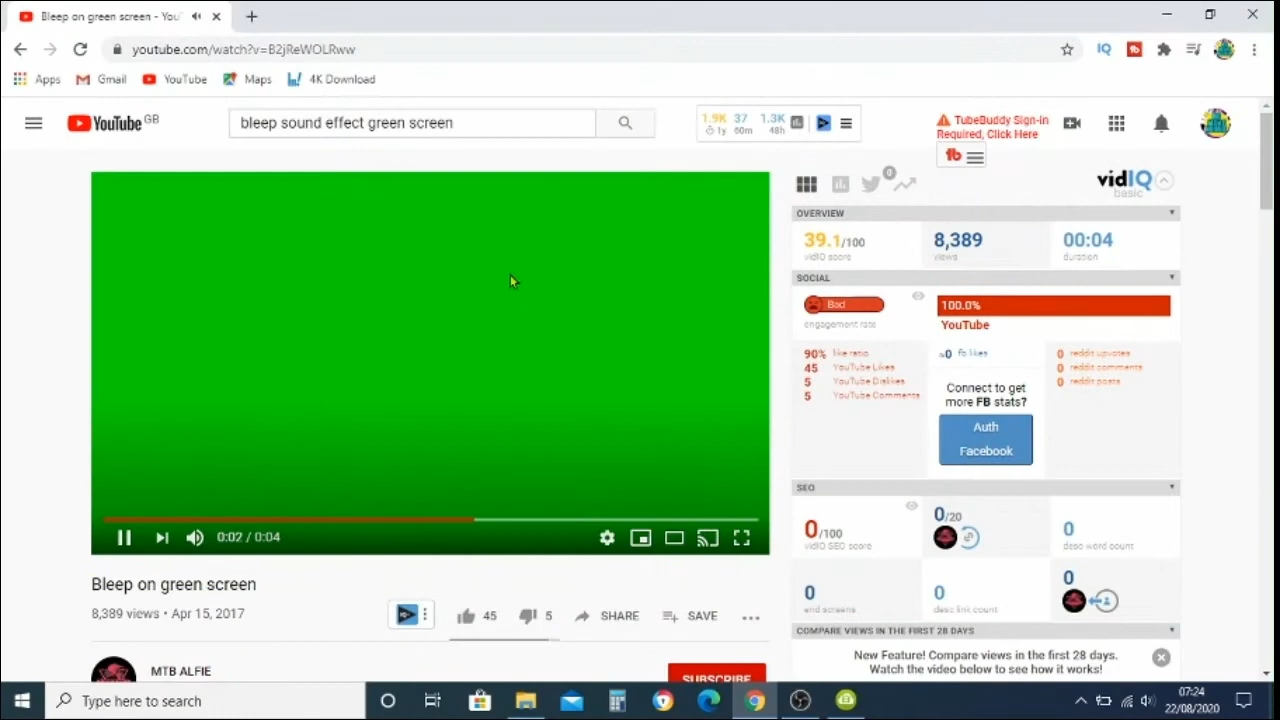 Bleep on green screen - You
youtube.com/watch?v=B2jReWOLRww
Apps Gmail YouTube Maps 4K Download
YouTube GB
bleep sound effect green screen
1.9K 37 1.3K
1y 60m 48h
TubeBuddy Sign-in
Required, Click Here
tb
0
vidIQ
basic
OVERVIEW
39.1/100 8,389 00:04
vidIQ score views duration
SOCIAL
Bad
engagement rate
100.0%
YouTube
90% like ratio
45 YouTube Likes
5 YouTube Dislikes
5 YouTube Comments
0 fb likes
Connect to get
more FB stats?
Auth
Facebook
0 reddit upvotes
0 reddit comments
0 reddit posts
SEO
0/100
vidIQ SEO score
0/20
0
desc word count
0
end screens
0
desc link count
0
COMPARE VIEWS IN THE FIRST 28 DAYS
New Feature! Compare views in the first 28 days.
Watch the video below to see how it works!
0:02 / 0:04
Bleep on green screen
8,389 views • Apr 15, 2017
45 5 SHARE SAVE
MTB ALFIE
SUBSCRIBE
Type here to search
07:24
22/08/2020